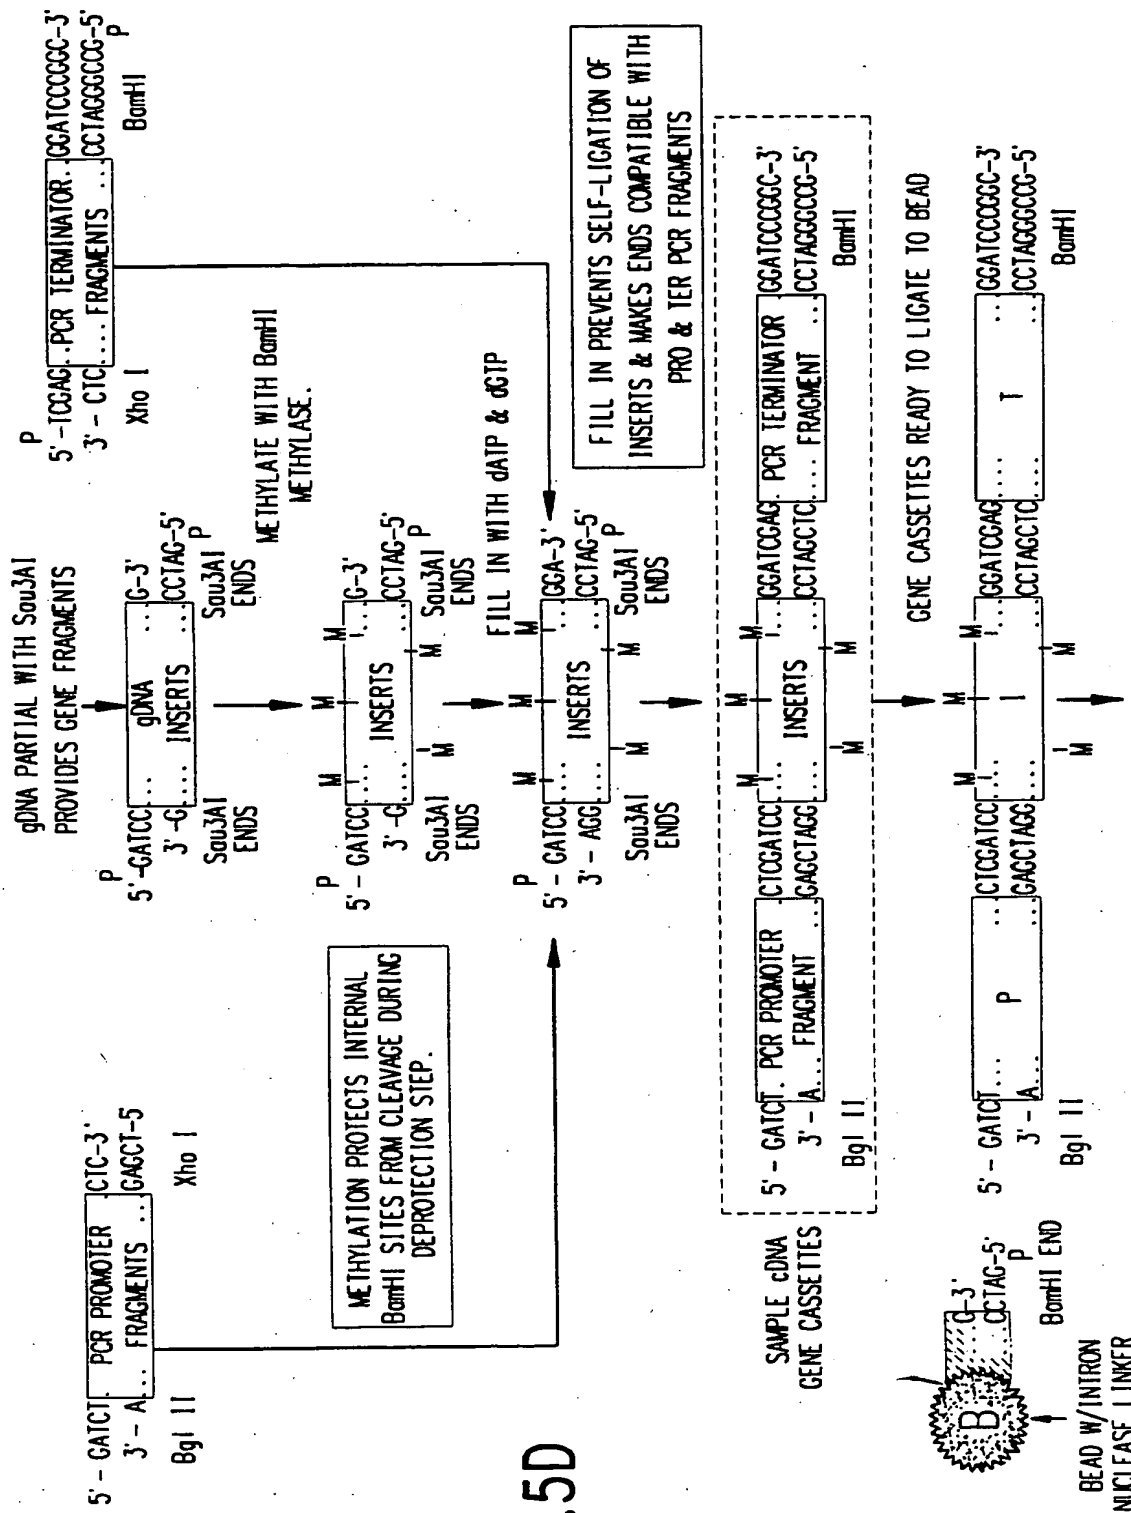 gDNA PARTIAL WITH Sau3AI
PROVIDES GENE FRAGMENTS
5' - GATCT. PCR PROMOTER . CTC-3'
3' - A... FRAGMENTS ... GAGCT-5
Bgl II
Xho I
P
5'-GATCC... gDNA ...G-3'
3' -G.... INSERTS ...CCTAG-5'
P
Sau3AI
ENDS
Sau3AI
ENDS
P
5' -TCGAG..PCR TERMINATOR..GGATCCCGGC-3'
3' - CTC.... FRAGMENTS ...CCTAGGGCCG-5'
P
Xho I
BamHI
METHYLATE WITH BamHI
METHYLASE.
METHYLATION PROTECTS INTERNAL
BamHI SITES FROM CLEAVAGE DURING
DEPROTECTION STEP.
M M M
P
5' - GATCC... ...G-3'
INSERTS
3' -G.... ...CCTAG-5'
P
M M
Sau3AI
ENDS
Sau3AI
ENDS
FILL IN WITH dATP & dGTP
M M M
P
5' - GATCC... ...GGA-3'
INSERTS
3' - AGG.... ...CCTAG-5'
P
M M
Sau3AI
ENDS
Sau3AI
ENDS
FILL IN PREVENTS SELF-LIGATION OF
INSERTS & MAKES ENDS COMPATIBLE WITH
PRO & TER PCR FRAGMENTS
.5D
SAMPLE cDNA
GENE CASSETTES
M M M
5' - GATCT. PCR PROMOTER .CTCGATCC... ...GGATCGAG. PCR TERMINATOR .GGATCCCGGC-3'
INSERTS
3' - A... FRAGMENT ...GAGCTAGG.... ...CCTAGCTC.... FRAGMENT ...CCTAGGGCCG-5'
M M
Bgl II
BamHI
GENE CASSETTES READY TO LIGATE TO BEAD
M M M
B
...G-3'
...CCTAG-5'
P
BamHI END
5' - GATCT... P ...CTCGATCC... I ...GGATCGAG... T ...GGATCCCGGC-3'
3' - A... ...GAGCTAGG.... ...CCTAGCTC.... ...CCTAGGGCCG-5'
M M
Bgl II
BamHI
BEAD W/INTRON
NUCLEASE LINKER